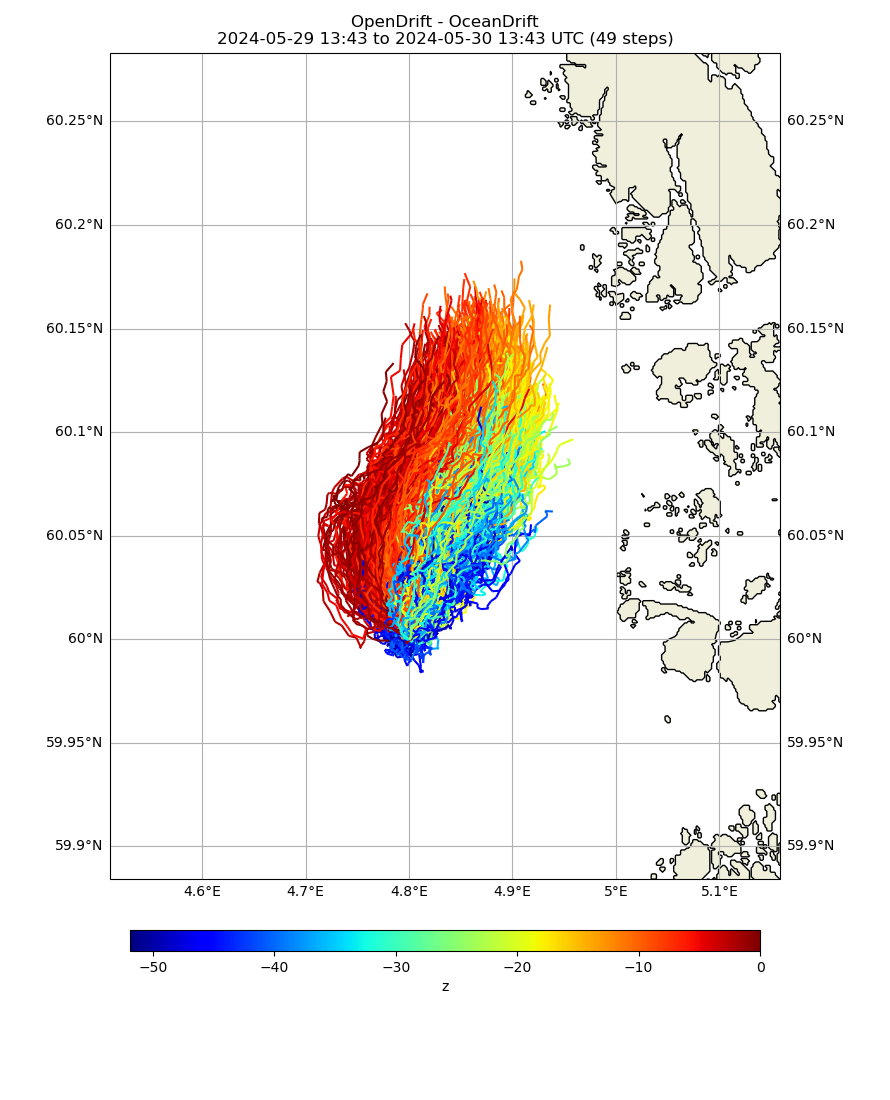 OpenDrift - OceanDrift
2024-05-29 13:43 to 2024-05-30 13:43 UTC (49 steps)
60.25°N 60.25°N
60.2°N 60.2°N
60.15°N 60.15°N
60.1°N 60.1°N
60.05°N 60.05°N
60°N 60°N
59.95°N 59.95°N
59.9°N 59.9°N
4.6°E 4.7°E 4.8°E 4.9°E 5°E 5.1°E
−50 −40 −30 −20 −10 0
z